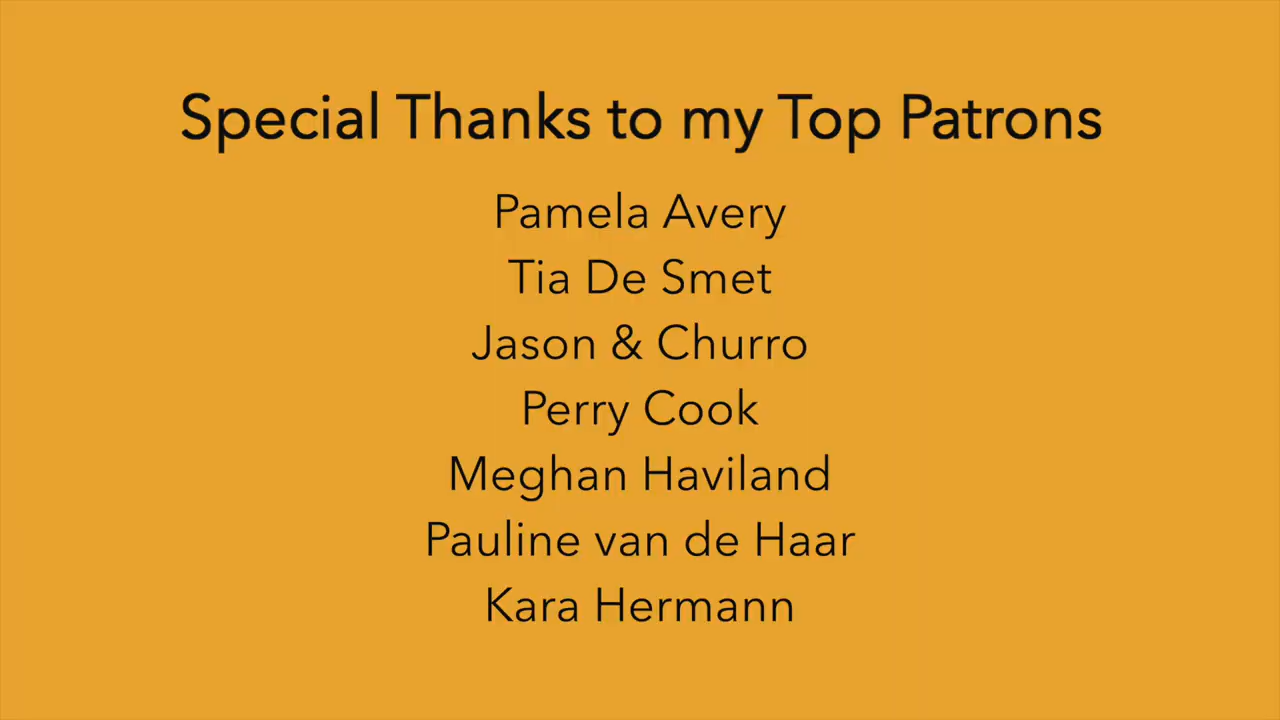 Special Thanks to my Top Patrons
Pamela Avery
Tia De Smet
Jason & Churro
Perry Cook
Meghan Haviland
Pauline van de Haar
Kara Hermann